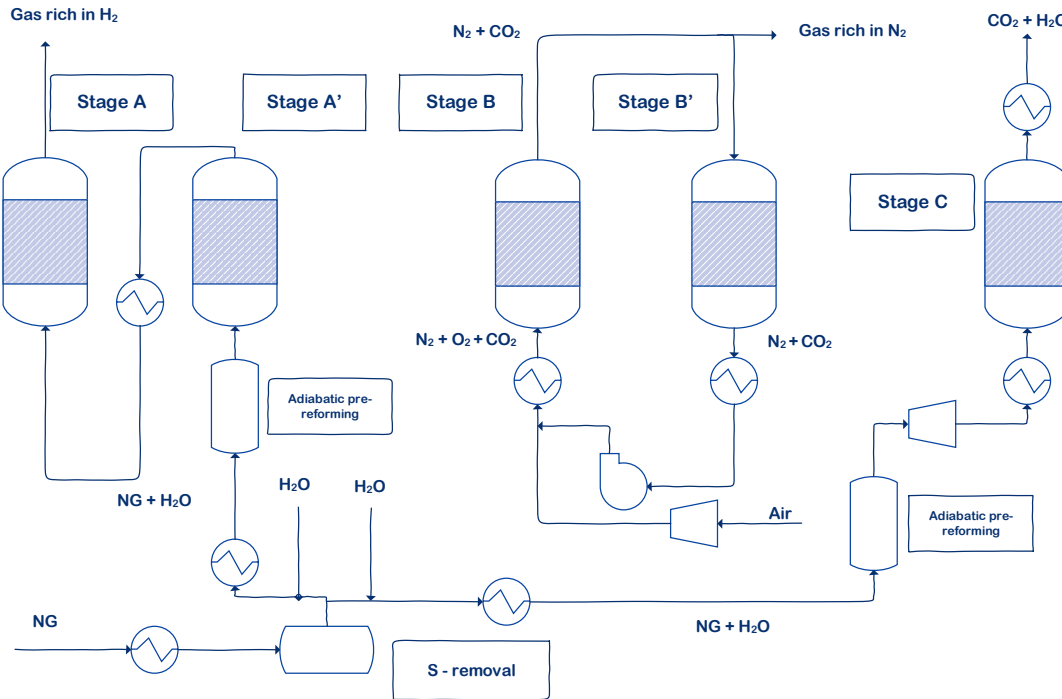 Gas rich in H₂
N₂ + CO₂
Gas rich in N₂
CO₂ + H₂O
Stage A
Stage A’
Stage B
Stage B’
Stage C
N₂ + O₂ + CO₂
N₂ + CO₂
Adiabatic pre-
reforming
H₂O
H₂O
NG + H₂O
Air
Adiabatic pre-
reforming
NG
NG + H₂O
S - removal